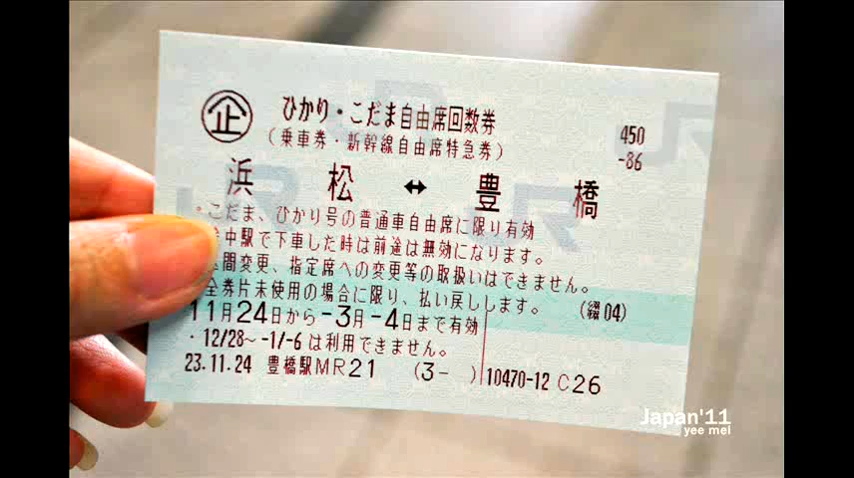 企 ひかり・こだま自由席回数券
(乗車券・新幹線自由席特急券)
450
-86
浜 松 ↔ 豊 橋
・こだま、ひかり号の普通車自由席に限り有効
中駅で下車した時は前途は無効になります。
間変更、指定席への変更等の取扱いはできません。
全券片未使用の場合に限り、払い戻しします。 (綴04)
11月24日から-3月-4日まで有効
・12/28~-1/-6は利用できません。
23.11.24 豊橋駅MR21 (3- ) 10470-12 C26
JR
Japan'11
yee mei